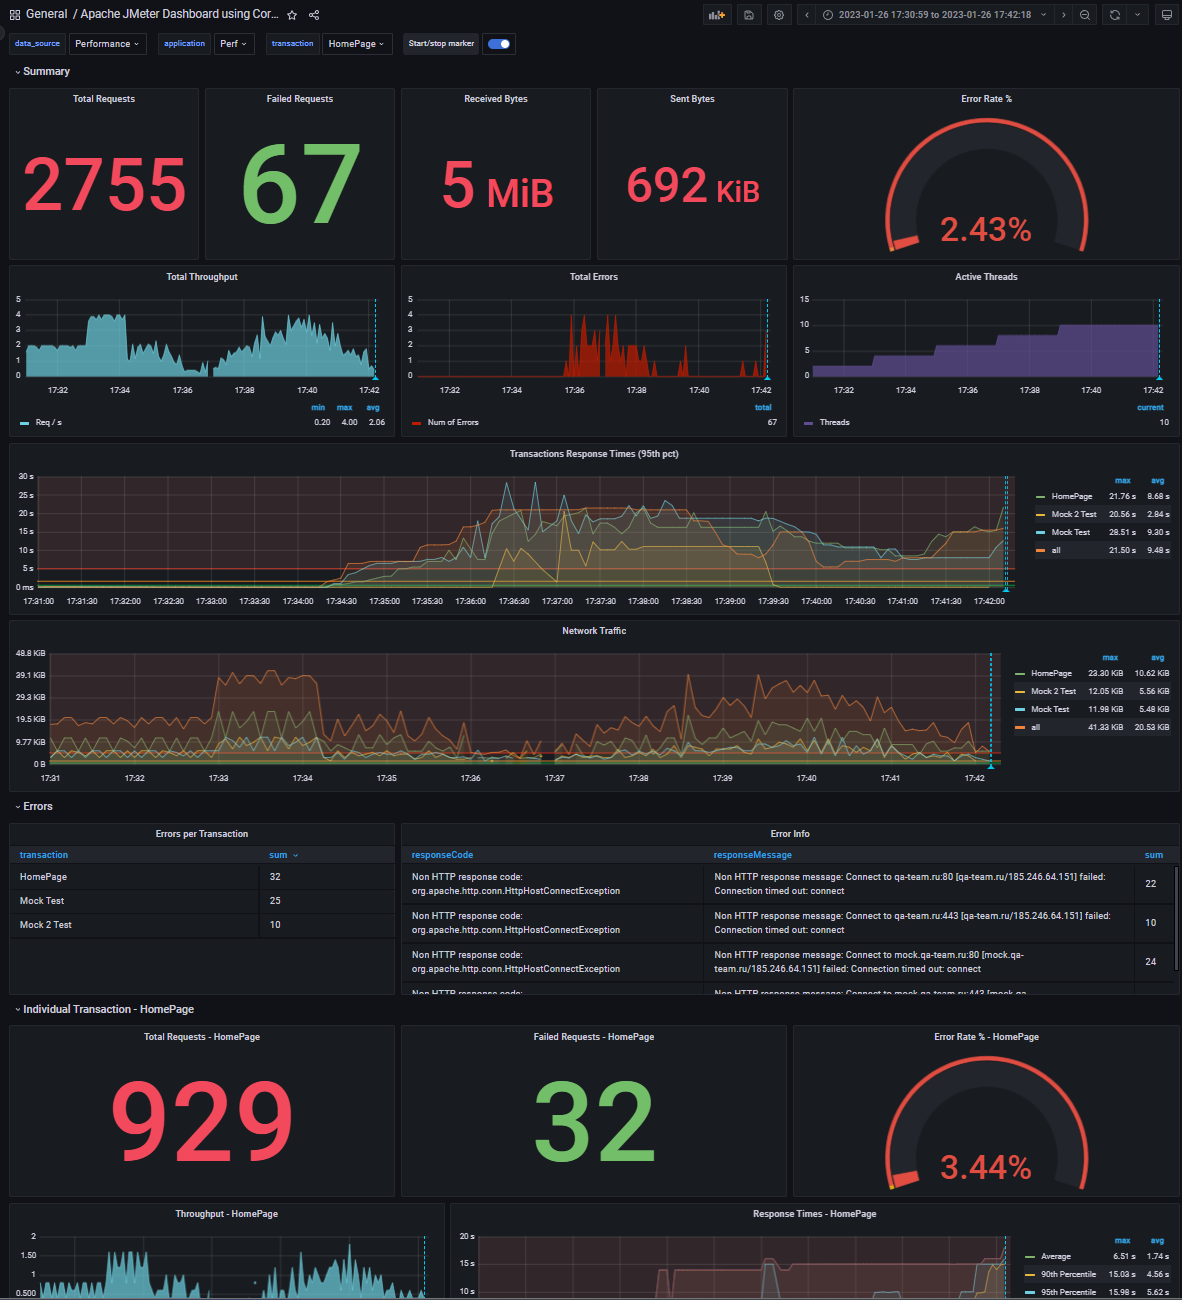 General / Apache JMeter Dashboard using Cor...
2023-01-26 17:30:59 to 2023-01-26 17:42:18
data_source Performance application Perf transaction HomePage Start/stop marker
Summary
Total Requests
2755
Failed Requests
67
Received Bytes
5 MiB
Sent Bytes
692 KiB
Error Rate %
2.43%
Total Throughput
5
4
3
2
1
0
17:32 17:34 17:36 17:38 17:40 17:42
min max avg
Req / s 0.20 4.00 2.06
Total Errors
5
4
3
2
1
0
17:32 17:34 17:36 17:38 17:40 17:42
total
Num of Errors 67
Active Threads
15
10
5
0
17:32 17:34 17:36 17:38 17:40 17:42
current
Threads 10
Transactions Response Times (95th pct)
30 s
25 s
20 s
15 s
10 s
5 s
0 ms
17:31:00 17:31:30 17:32:00 17:32:30 17:33:00 17:33:30 17:34:00 17:34:30 17:35:00 17:35:30 17:36:00 17:36:30 17:37:00 17:37:30 17:38:00 17:38:30 17:39:00 17:39:30 17:40:00 17:40:30 17:41:00 17:41:30 17:42:00
max avg
HomePage 21.76 s 8.68 s
Mock 2 Test 20.56 s 2.84 s
Mock Test 28.51 s 9.30 s
all 21.50 s 9.48 s
Network Traffic
48.8 KiB
39.1 KiB
29.3 KiB
19.5 KiB
9.77 KiB
0 B
17:31 17:32 17:33 17:34 17:35 17:36 17:37 17:38 17:39 17:40 17:41 17:42
max avg
HomePage 23.30 KiB 10.62 KiB
Mock 2 Test 12.05 KiB 5.56 KiB
Mock Test 11.98 KiB 5.48 KiB
all 41.33 KiB 20.53 KiB
Errors
Errors per Transaction
transaction sum
HomePage 32
Mock Test 25
Mock 2 Test 10
Error Info
responseCode responseMessage sum
Non HTTP response code: Non HTTP response message: Connect to qa-team.ru:80 [qa-team.ru/185.246.64.151] failed:
org.apache.http.conn.HttpHostConnectException Connection timed out: connect 22
Non HTTP response code: Non HTTP response message: Connect to qa-team.ru:443 [qa-team.ru/185.246.64.151] failed:
org.apache.http.conn.HttpHostConnectException Connection timed out: connect 10
Non HTTP response code: Non HTTP response message: Connect to mock.qa-team.ru:80 [mock.qa-
org.apache.http.conn.HttpHostConnectException team.ru/185.246.64.151] failed: Connection timed out: connect 24
Non HTTP response code: Non HTTP response message: Connect to mock.qa-team.ru:443 [mock.qa-
Individual Transaction - HomePage
Total Requests - HomePage
929
Failed Requests - HomePage
32
Error Rate % - HomePage
3.44%
Throughput - HomePage
2
1.50
1
0.500
Response Times - HomePage
20 s
15 s
10 s
max avg
Average 6.51 s 1.74 s
90th Percentile 15.03 s 4.56 s
95th Percentile 15.98 s 5.62 s